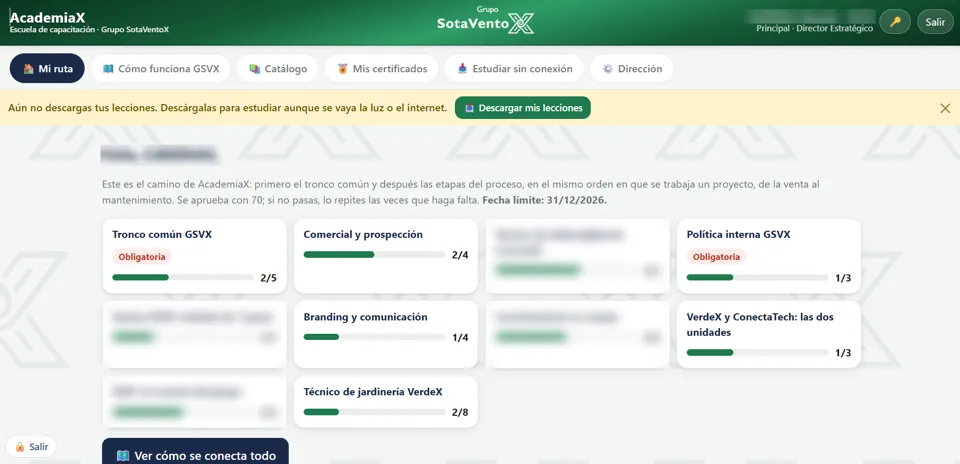 AcademiaX
Escuela de capacitación · Grupo SotaVentoX
Grupo
SotaVentoX
Principal · Director Estratégico
Salir
Mi ruta
Cómo funciona GSVX
Catálogo
Mis certificados
Estudiar sin conexión
Dirección
Aún no descargas tus lecciones. Descárgalas para estudiar aunque se vaya la luz o el internet.
Descargar mis lecciones
Este es el camino de AcademiaX: primero el tronco común y después las etapas del proceso, en el mismo orden en que se trabaja un proyecto, de la venta al
mantenimiento. Se aprueba con 70; si no pasas, lo repites las veces que haga falta. Fecha límite: 31/12/2026.
Tronco común GSVX
Obligatoria
2/5
Comercial y prospección
2/4
Política interna GSVX
Obligatoria
1/3
Branding y comunicación
1/4
VerdeX y ConectaTech: las dos
unidades
1/3
Técnico de jardinería VerdeX
2/8
Salir
Ver cómo se conecta todo